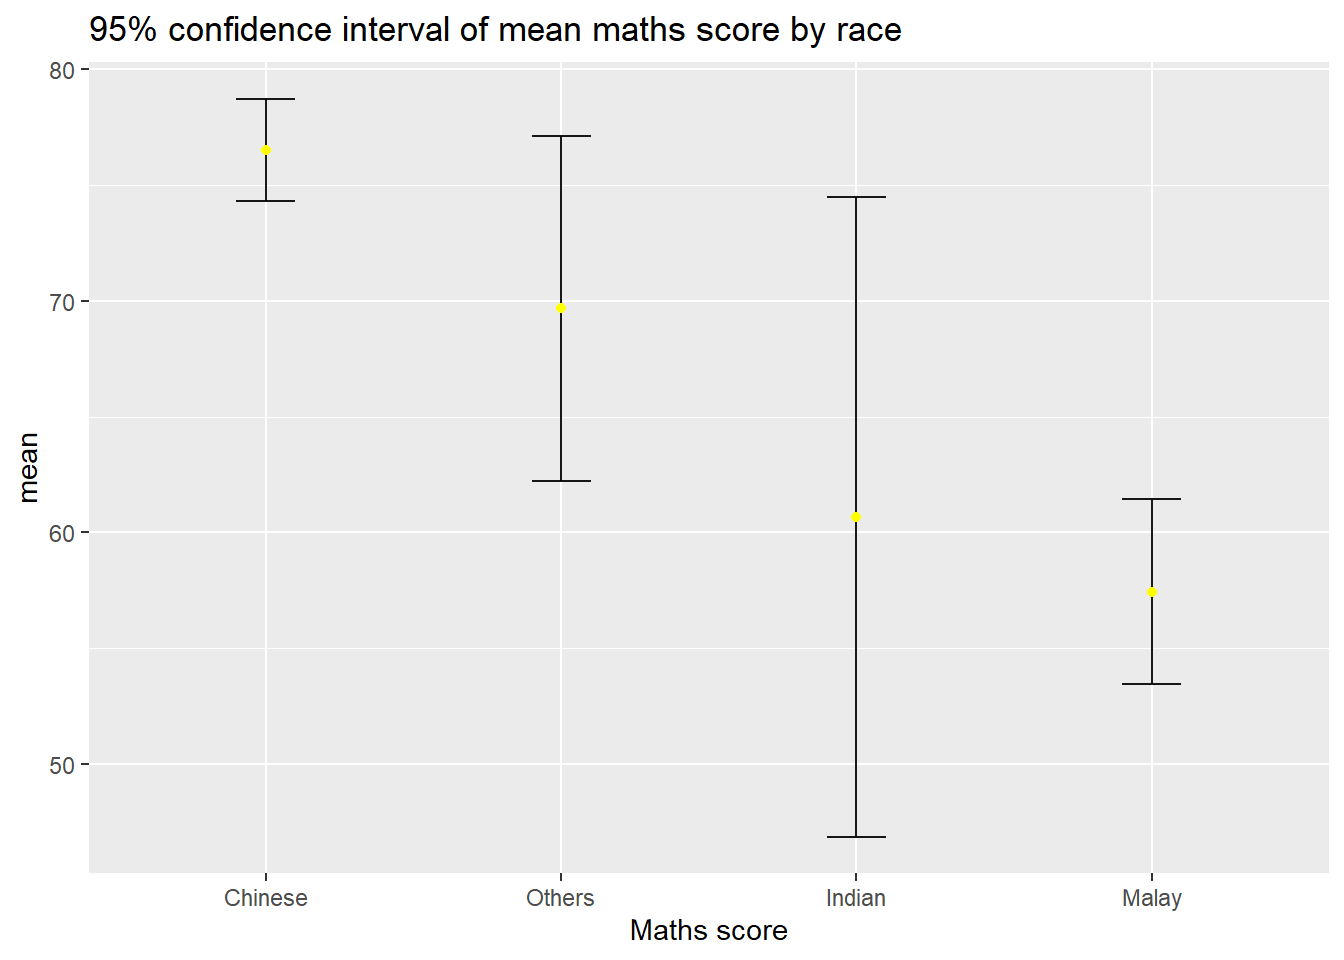 95% confidence interval of mean maths score by race
80
70
60
50
mean
Chinese Others Indian Malay
Maths score